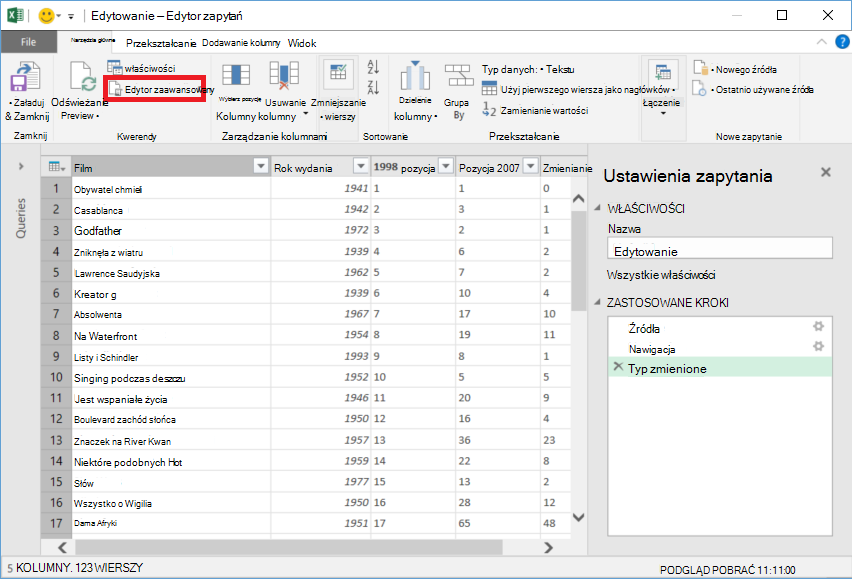 Edytowanie – Edytor zapytań
File Narzędzia główne Przekształcanie Dodawanie kolumny Widok
• Załaduj & Zamknij
Odświeżanie Preview •
właściwości
Edytor zaawansowany
Wybierz pozycję Kolumny
Usuwanie kolumny
Zmniejszanie • wierszy
Dzielenie kolumny •
Grupa By
Typ danych: • Tekstu
Użyj pierwszego wiersza jako nagłówków •
1 2 Zamienianie wartości
Łączenie
• Nowego źródła
• Ostatnio używane źródła
Zamknij Kwerendy Zarządzanie kolumnami Sortowanie Przekształcanie Nowe zapytanie
Queries
Film Rok wydania 1998 pozycja Pozycja 2007 Zmienianie
1 Obywatel chmiel 1941 1 1 0
2 Casablanca 1942 2 3 1
3 Godfather 1972 3 2 1
4 Zniknęła z wiatru 1939 4 6 2
5 Lawrence Saudyjska 1962 5 7 2
6 Kreator g 1939 6 10 4
7 Absolwenta 1967 7 17 10
8 Na Waterfront 1954 8 19 11
9 Listy i Schindler 1993 9 8 1
10 Singing podczas deszczu 1952 10 5 5
11 Jest wspaniałe życia 1946 11 20 9
12 Boulevard zachód słońca 1950 12 16 4
13 Znaczek na River Kwan 1957 13 36 23
14 Niektóre podobnych Hot 1959 14 22 8
15 Słów 1977 15 13 2
16 Wszystko o Wigilia 1950 16 28 12
17 Dama Afryki 1951 17 65 48
Ustawienia zapytania
WŁAŚCIWOŚCI
Nazwa
Edytowanie
Wszystkie właściwości
ZASTOSOWANE KROKI
Źródła
Nawigacja
Typ zmienione
5 KOLUMNY. 123 WIERSZY
PODGLĄD POBRAĆ 11:11:00